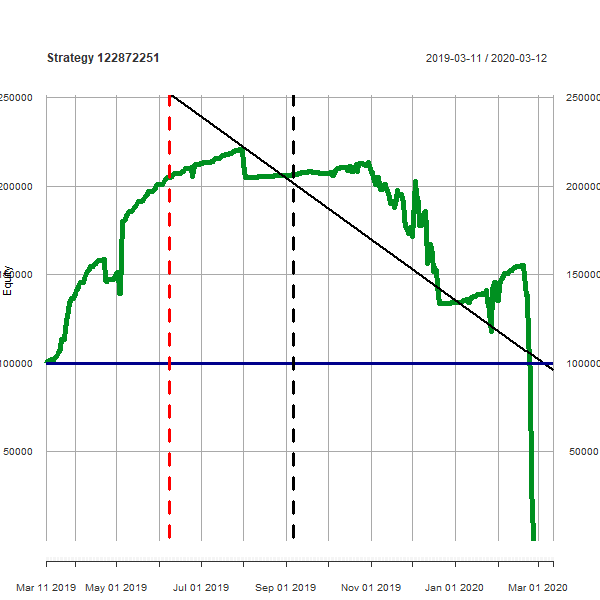 Strategy 122872251
2019-03-11 / 2020-03-12
250000
250000
200000
200000
150000
150000
Equity
100000
100000
50000
50000
Mar 11 2019
May 01 2019
Jul 01 2019
Sep 01 2019
Nov 01 2019
Jan 01 2020
Mar 01 2020